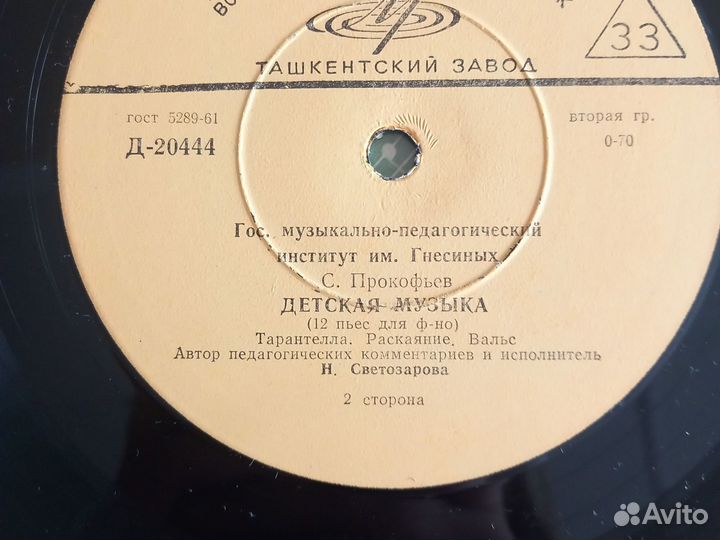 ТАШКЕНТСКИЙ ЗАВОД
33
гост 5289-61
вторая гр.
Д-20444
0-70
Гос. музыкально-педагогический
институт им. Гнесиных
С. Прокофьев
ДЕТСКАЯ МУЗЫКА
(12 пьес для ф-но)
Тарантелла. Раскаяние. Вальс
Автор педагогических комментариев и исполнитель
Н. Светозарова
2 сторона
Avito